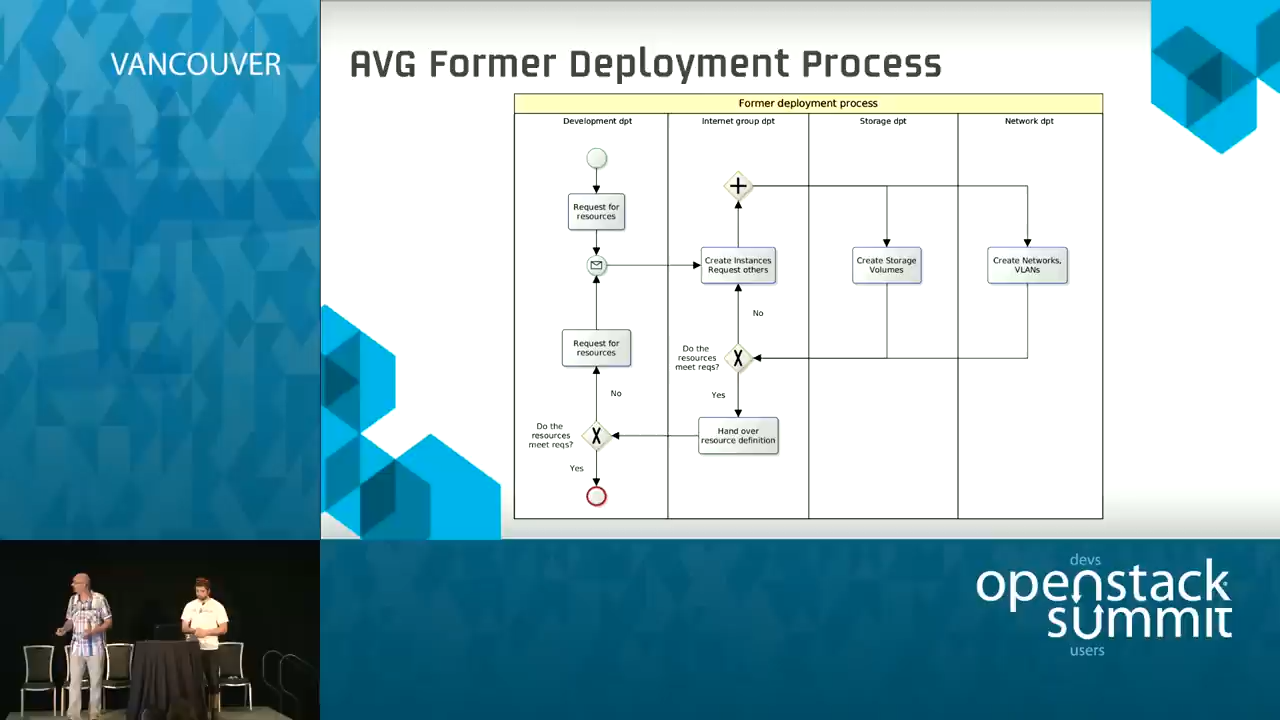 VANCOUVER
AVG Former Deployment Process
Former deployment process
Development dpt
Internet group dpt
Storage dpt
Network dpt
Request for
resources
Create Instances
Request others
Create Storage
Volumes
Create Networks,
VLANs
No
Request for
resources
Do the
resources
meet reqs?
X
No
Yes
Do the
resources
meet reqs?
X
Hand over
resource definition
Yes
devs
openstack
summit
users